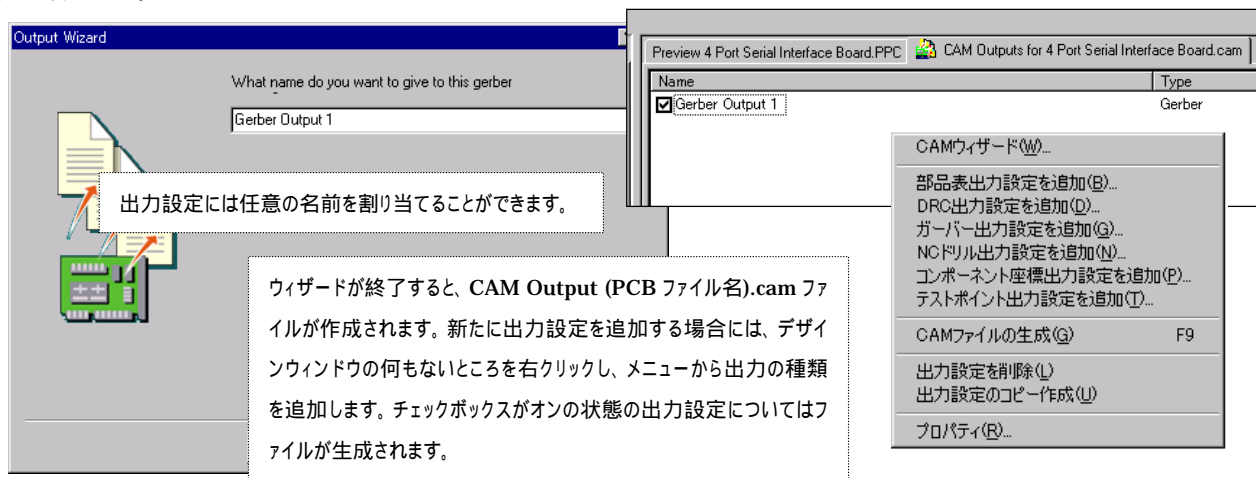 Output Wizard
What name do you want to give to this gerber
Gerber Output 1
出力設定には任意の名前を割り当てることができます。
ウィザードが終了すると、CAM Output (PCB ファイル名).cam ファ
イルが作成されます。新たに出力設定を追加する場合には、デザイ
ンウィンドウの何もないところを右クリックし、メニューから出力の種類
を追加します。チェックボックスがオンの状態の出力設定についてはフ
ァイルが生成されます。
Preview 4 Port Serial Interface Board.PPC
CAM Outputs for 4 Port Serial Interface Board.cam
Name Type
Gerber Output 1 Gerber
CAMウィザード(W)...
部品表出力設定を追加(B)...
DRC出力設定を追加(D)...
ガーバー出力設定を追加(G)...
NCドリル出力設定を追加(N)...
コンポーネント座標出力設定を追加(P)...
テストポイント出力設定を追加(T)...
CAMファイルの生成(G) F9
出力設定を削除(L)
出力設定のコピー作成(U)
プロパティ(R)...